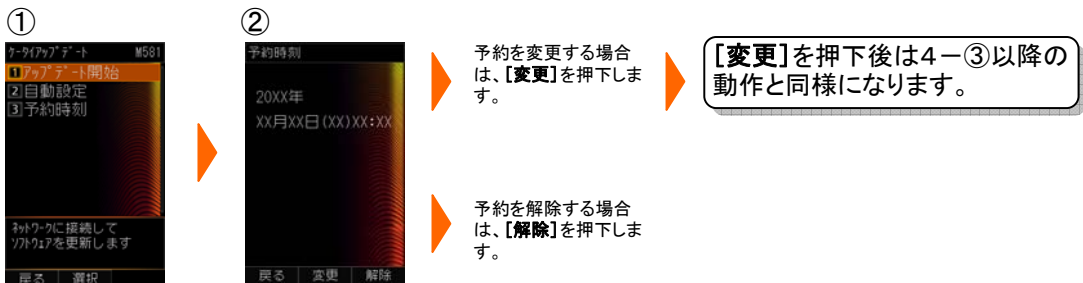 ①
ケータイアップデート M581
1アップデート開始
2自動設定
3予約時刻
ネットワークに接続して
ソフトウェアを更新します
戻る 選択
②
予約時刻
20XX年
XX月XX日(XX)XX:XX
戻る 変更 解除
予約を変更する場合
は、[変更]を押下しま
す。
予約を解除する場合
は、[解除]を押下しま
す。
[変更]を押下後は4-③以降の
動作と同様になります。